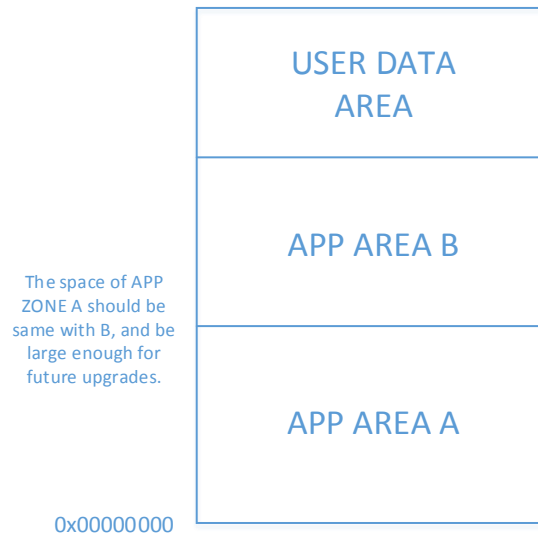 USER DATA
AREA
APP AREA B
The space of APP
ZONE A should be
same with B, and be
large enough for
future upgrades.
APP AREA A
0x00000000